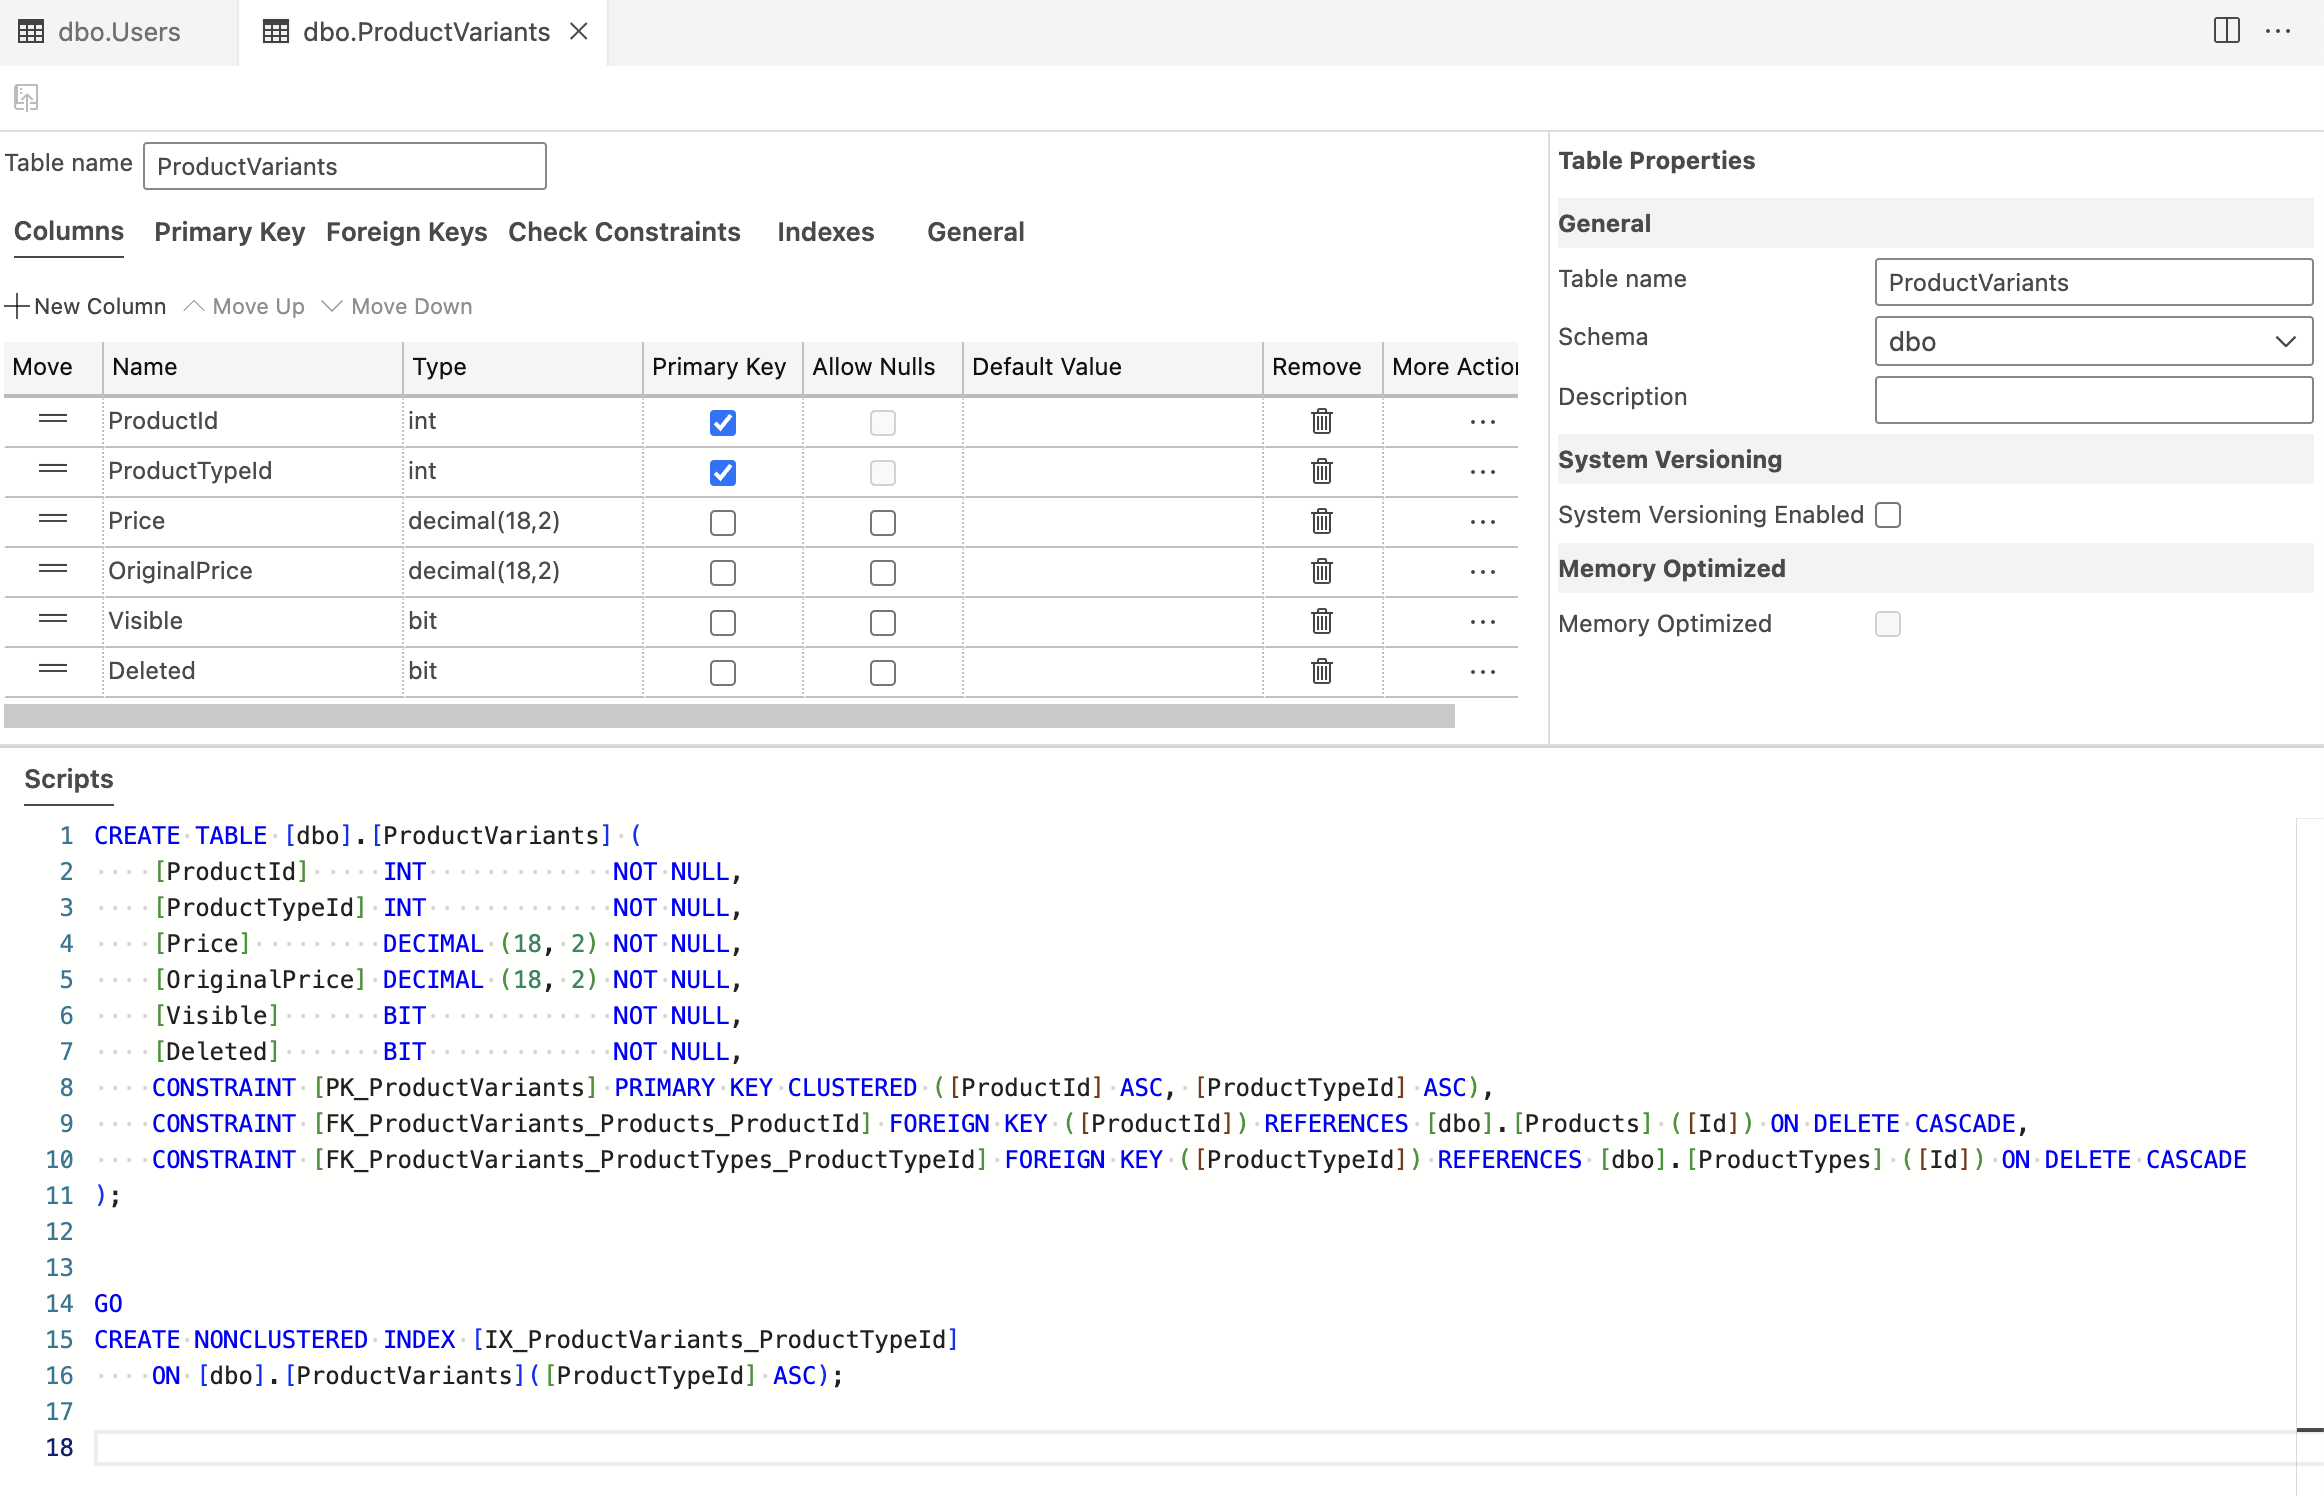 dbo.Users
dbo.ProductVariants
Table name ProductVariants
Columns Primary Key Foreign Keys Check Constraints Indexes General
New Column Move Up Move Down
Move Name Type Primary Key Allow Nulls Default Value Remove More Actior
ProductId int
ProductTypeId int
Price decimal(18,2)
OriginalPrice decimal(18,2)
Visible bit
Deleted bit
Table Properties
General
Table name ProductVariants
Schema dbo
Description
System Versioning
System Versioning Enabled
Memory Optimized
Memory Optimized
Scripts
1 CREATE TABLE [dbo].[ProductVariants] (
2 [ProductId] INT NOT NULL,
3 [ProductTypeId] INT NOT NULL,
4 [Price] DECIMAL (18, 2) NOT NULL,
5 [OriginalPrice] DECIMAL (18, 2) NOT NULL,
6 [Visible] BIT NOT NULL,
7 [Deleted] BIT NOT NULL,
8 CONSTRAINT [PK_ProductVariants] PRIMARY KEY CLUSTERED ([ProductId] ASC, [ProductTypeId] ASC),
9 CONSTRAINT [FK_ProductVariants_Products_ProductId] FOREIGN KEY ([ProductId]) REFERENCES [dbo].[Products] ([Id]) ON DELETE CASCADE,
10 CONSTRAINT [FK_ProductVariants_ProductTypes_ProductTypeId] FOREIGN KEY ([ProductTypeId]) REFERENCES [dbo].[ProductTypes] ([Id]) ON DELETE CASCADE
11 );
12
13
14 GO
15 CREATE NONCLUSTERED INDEX [IX_ProductVariants_ProductTypeId]
16 ON [dbo].[ProductVariants]([ProductTypeId] ASC);
17
18